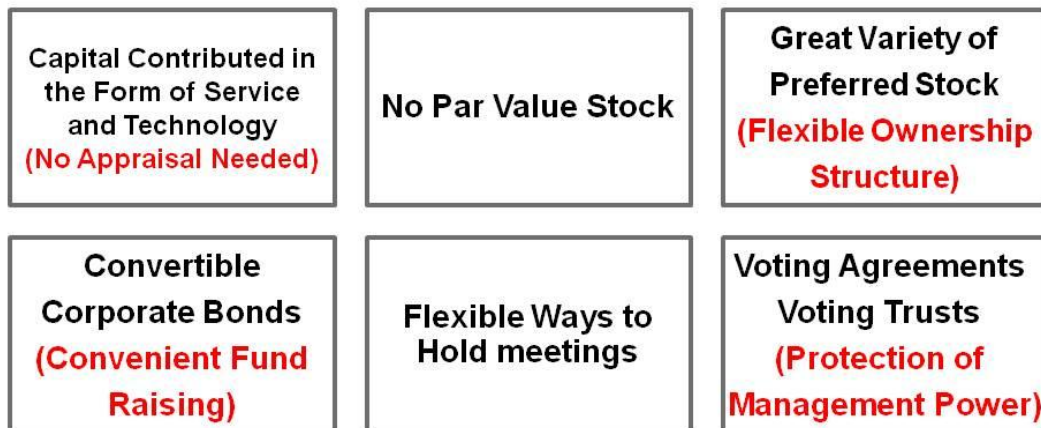 Capital Contributed in
the Form of Service
and Technology
(No Appraisal Needed)
No Par Value Stock
Great Variety of
Preferred Stock
(Flexible Ownership
Structure)
Convertible
Corporate Bonds
(Convenient Fund
Raising)
Flexible Ways to
Hold meetings
Voting Agreements
Voting Trusts
(Protection of
Management Power)